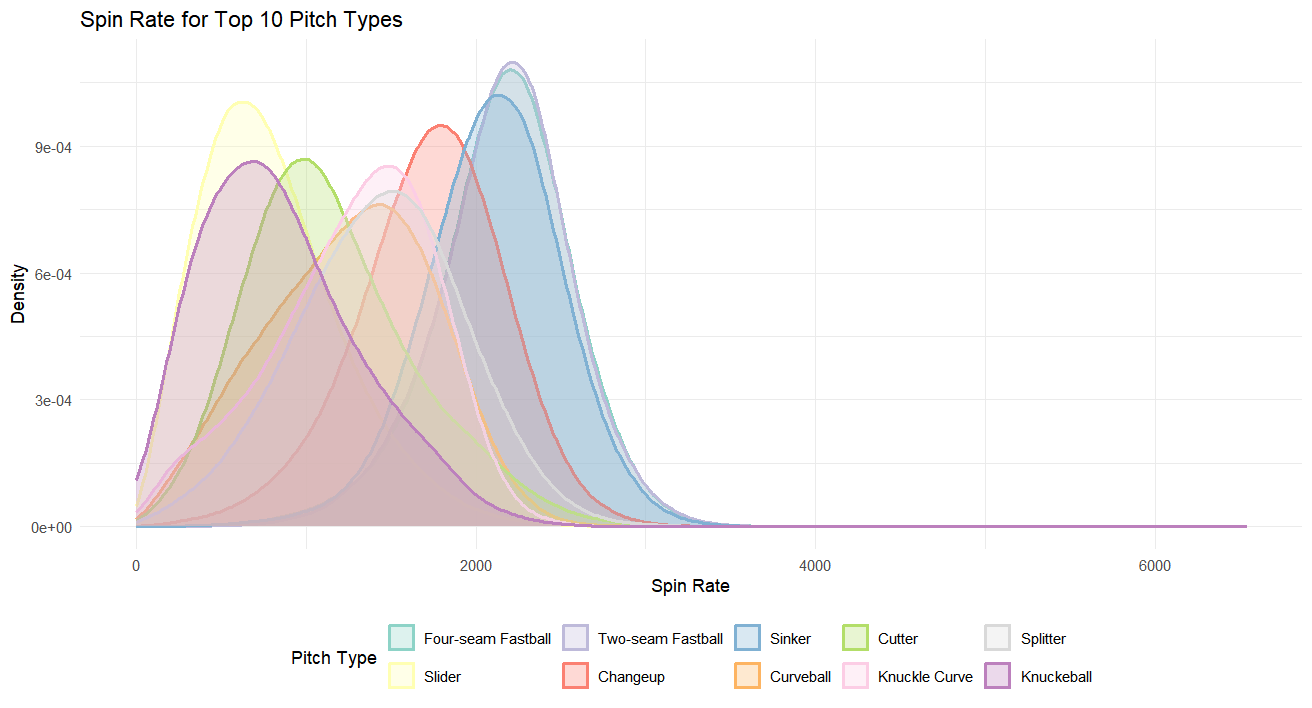 Spin Rate for Top 10 Pitch Types
Density
9e-04
6e-04
3e-04
0e+00
0 2000 4000 6000
Spin Rate
Pitch Type
Four-seam Fastball Two-seam Fastball Sinker Cutter Splitter
Slider Changeup Curveball Knuckle Curve Knuckeball